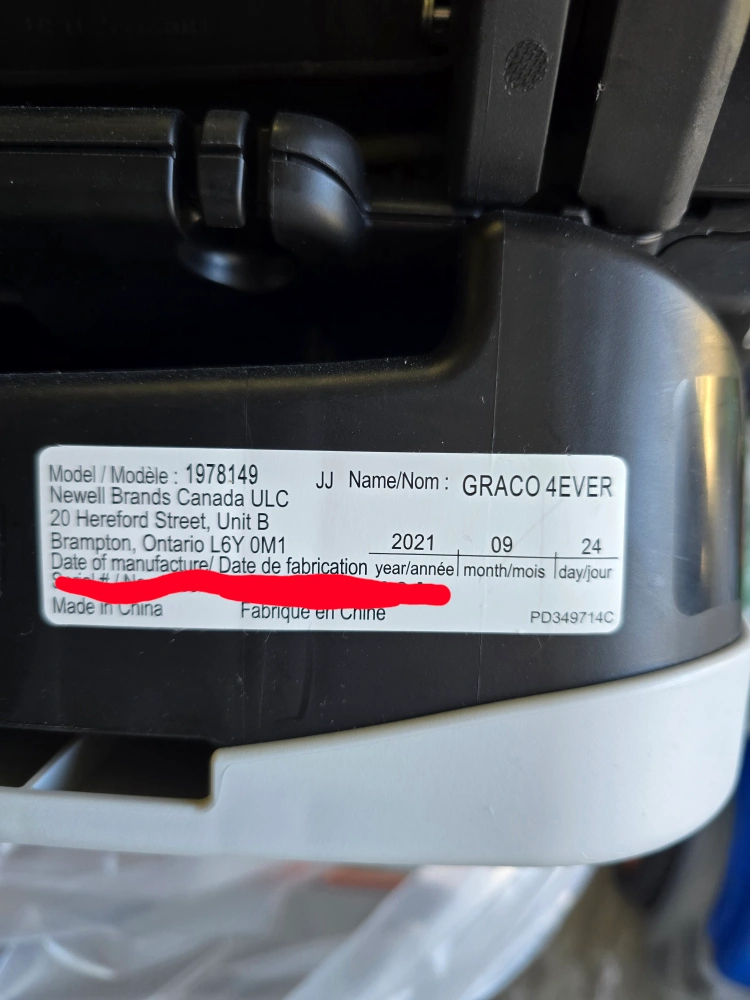 Model / Modèle : 1978149 JJ Name/Nom : GRACO 4EVER
Newell Brands Canada ULC
20 Hereford Street, Unit B
Brampton, Ontario L6Y 0M1 2021 09 24
Date of manufacture/ Date de fabrication year/année month/mois day/jour
Made in China Fabriqué en Chine PD349714C